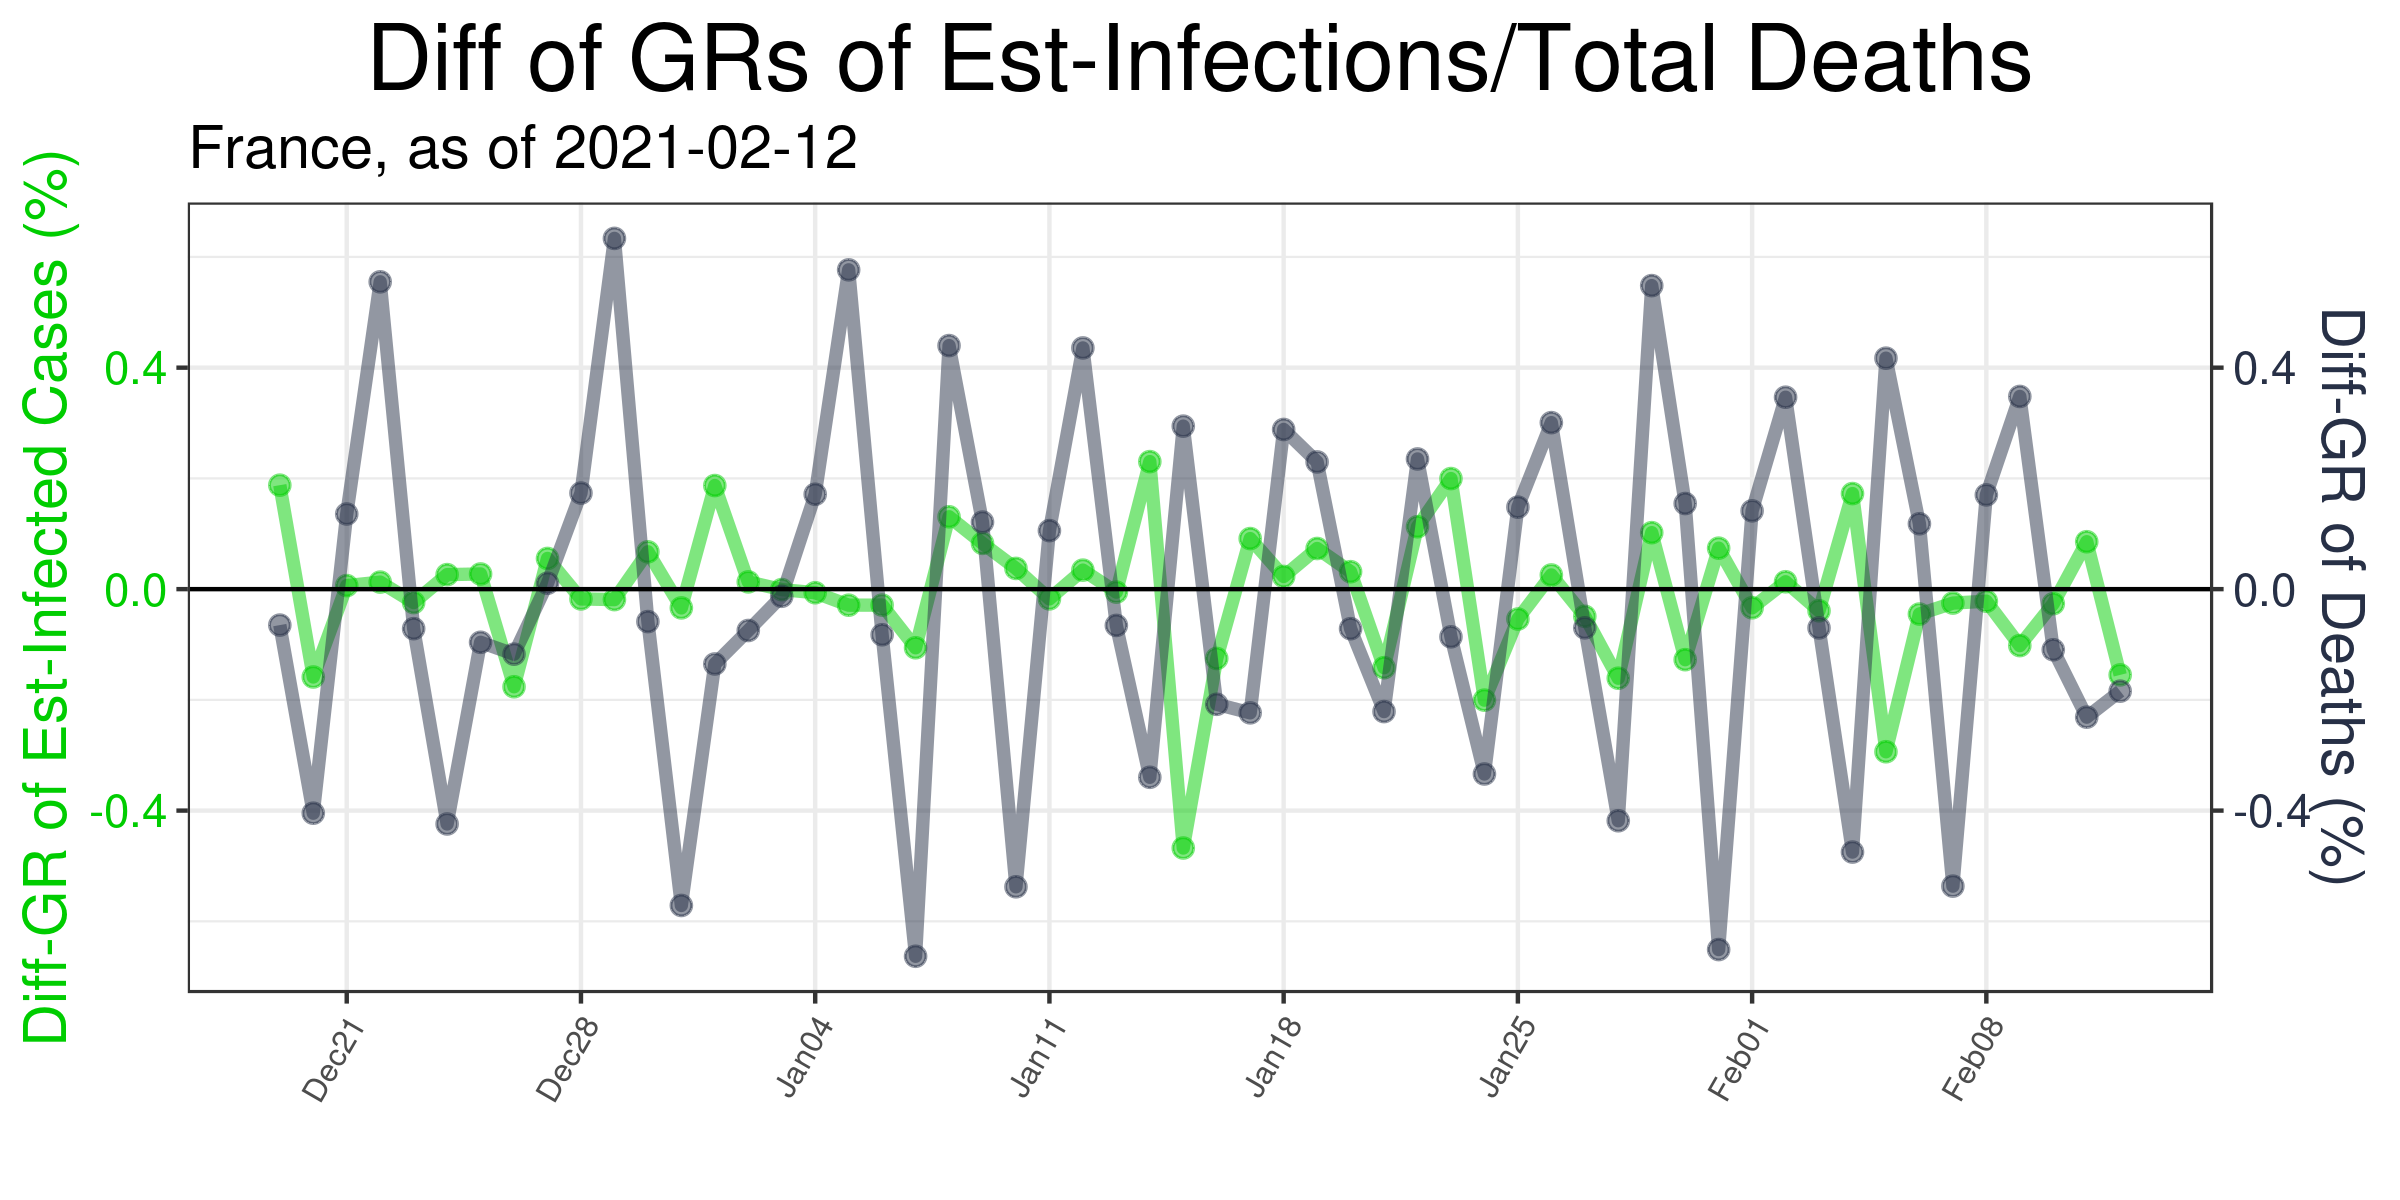 Diff of GRs of Est-Infections/Total Deaths
France, as of 2021-02-12
Diff-GR of Est-Infected Cases (%)
0.4
0.0
-0.4
0.4
0.0
-0.4
Diff-GR of Deaths (%)
Dec21
Dec28
Jan04
Jan11
Jan18
Jan25
Feb01
Feb08